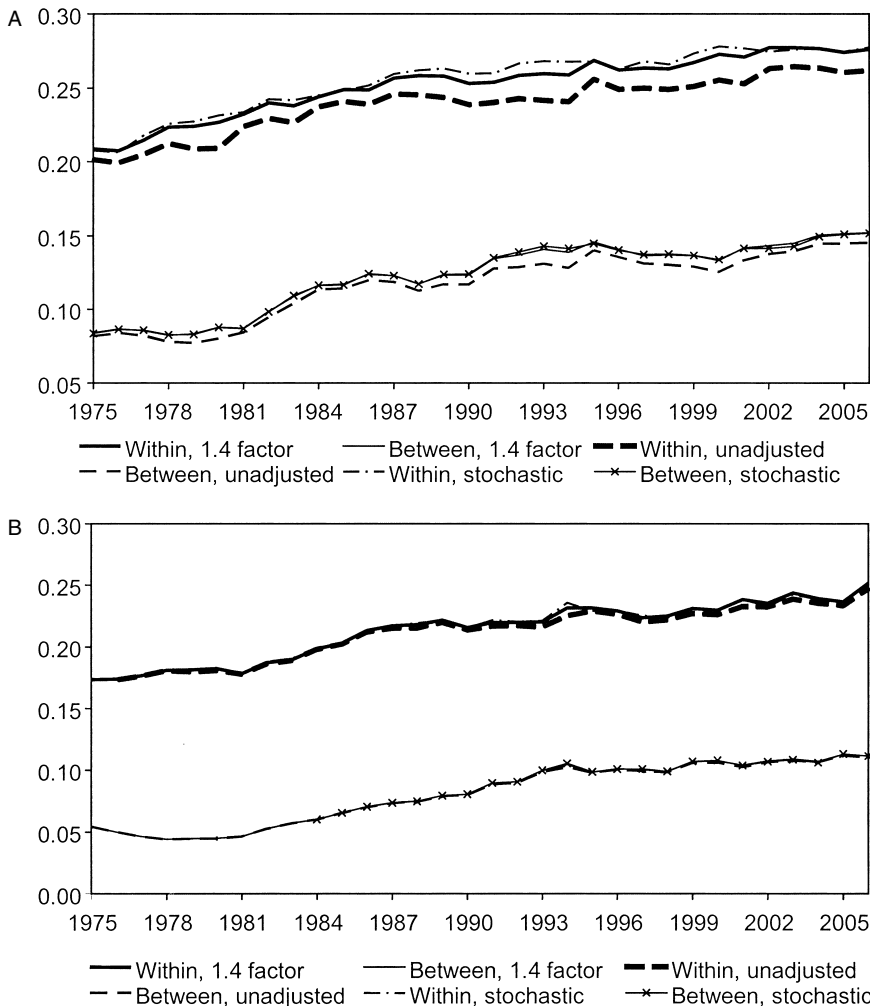 A
0.30
0.25
0.20
0.15
0.10
0.05
1975 1978 1981 1984 1987 1990 1993 1996 1999 2002 2005
Within, 1.4 factor Between, 1.4 factor Within, unadjusted
Between, unadjusted Within, stochastic Between, stochastic
B
0.30
0.25
0.20
0.15
0.10
0.05
0.00
1975 1978 1981 1984 1987 1990 1993 1996 1999 2002 2005
Within, 1.4 factor Between, 1.4 factor Within, unadjusted
Between, unadjusted Within, stochastic Between, stochastic